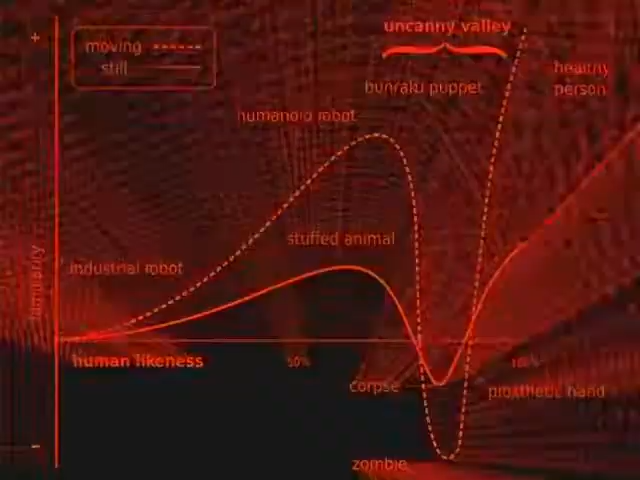 +
uncanny valley
moving
still
healthy
person
bunraku puppet
humanoid robot
stuffed animal
industrial robot
familiarity
human likeness
50%
100%
corpse
prosthetic hand
-
zombie